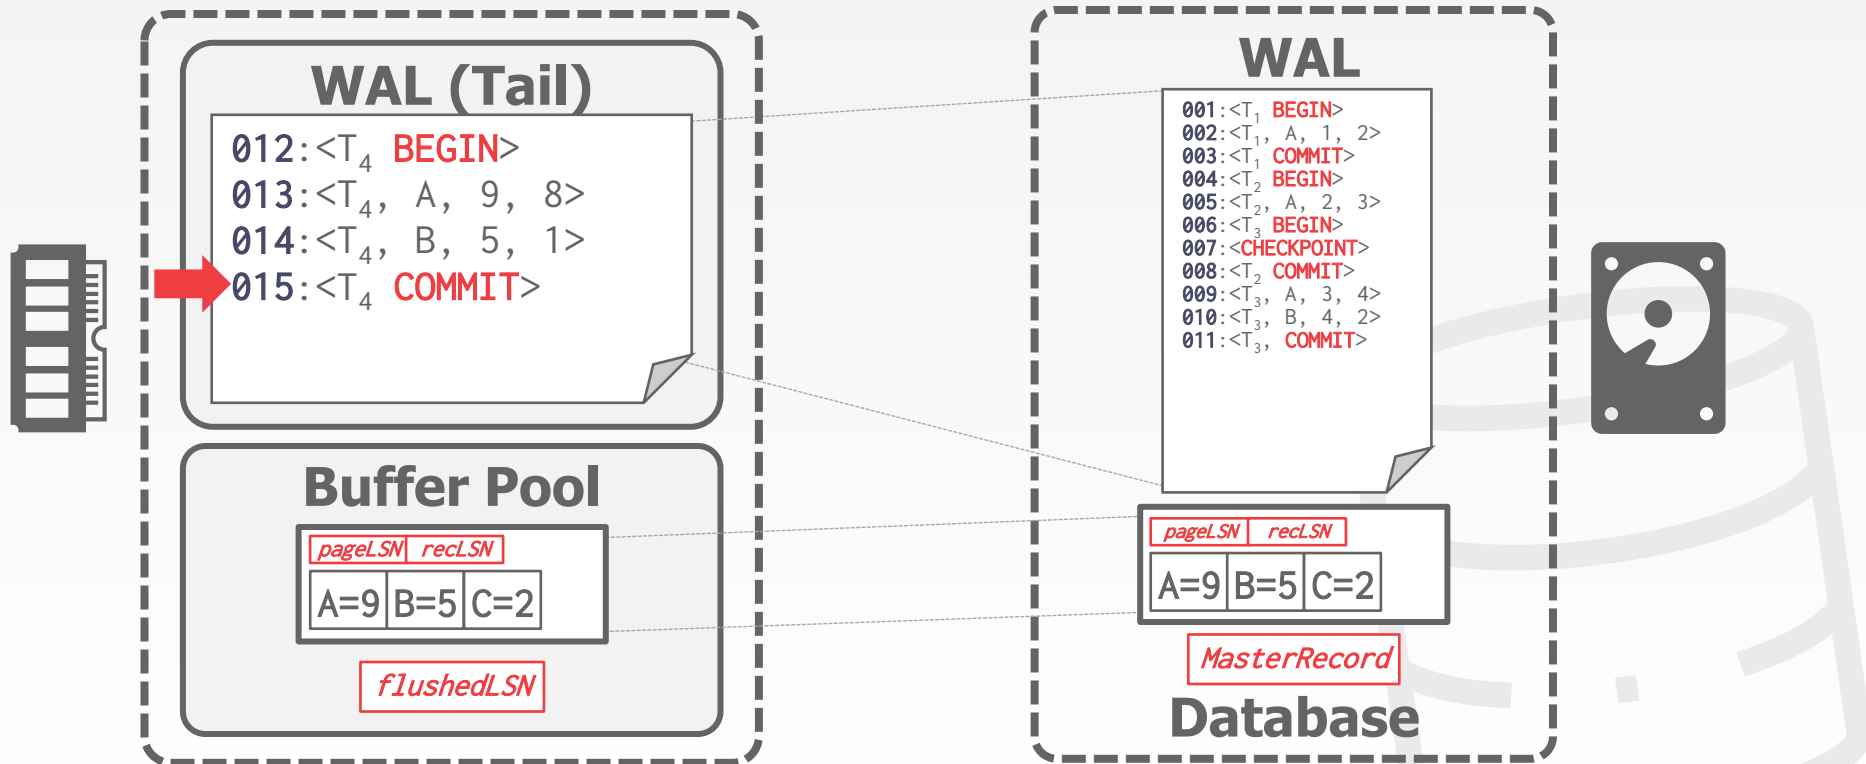 WAL (Tail)
012:<T4 BEGIN>
013:<T4, A, 9, 8>
014:<T4, B, 5, 1>
015:<T4 COMMIT>
Buffer Pool
pageLSN recLSN
A=9 B=5 C=2
flushedLSN
WAL
001:<T1 BEGIN>
002:<T1, A, 1, 2>
003:<T1 COMMIT>
004:<T2 BEGIN>
005:<T2, A, 2, 3>
006:<T3 BEGIN>
007:<CHECKPOINT>
008:<T2 COMMIT>
009:<T3, A, 3, 4>
010:<T3, B, 4, 2>
011:<T3, COMMIT>
pageLSN recLSN
A=9 B=5 C=2
MasterRecord
Database